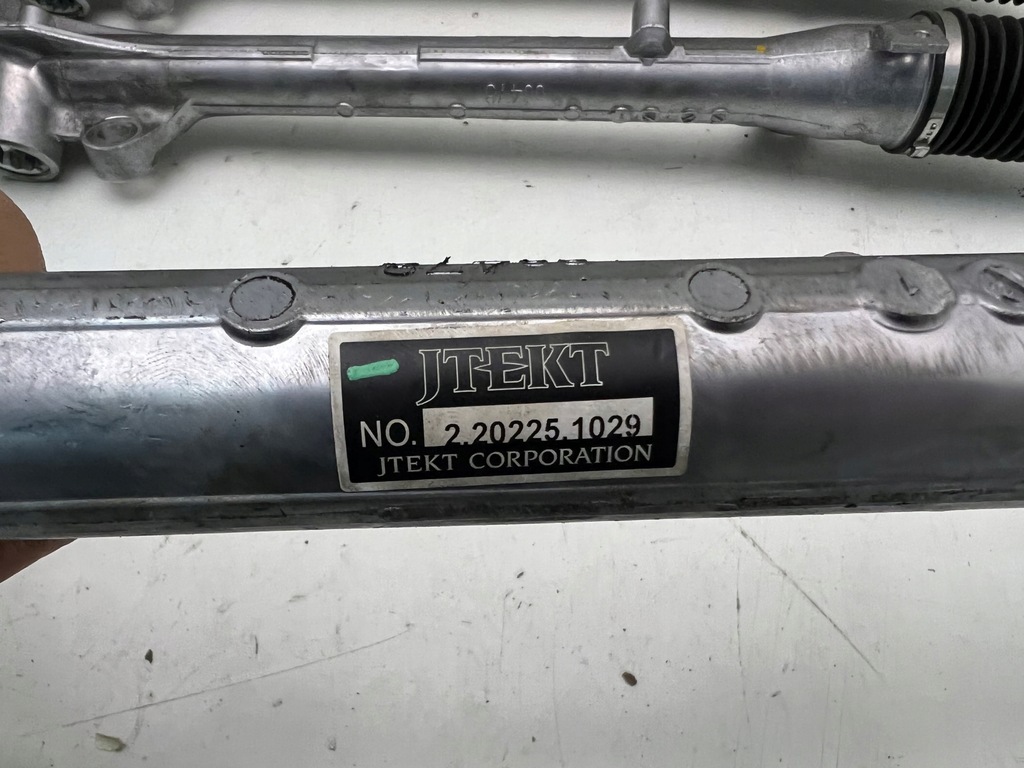 JTEKT
NO. 2.20225.1029
JTEKT CORPORATION